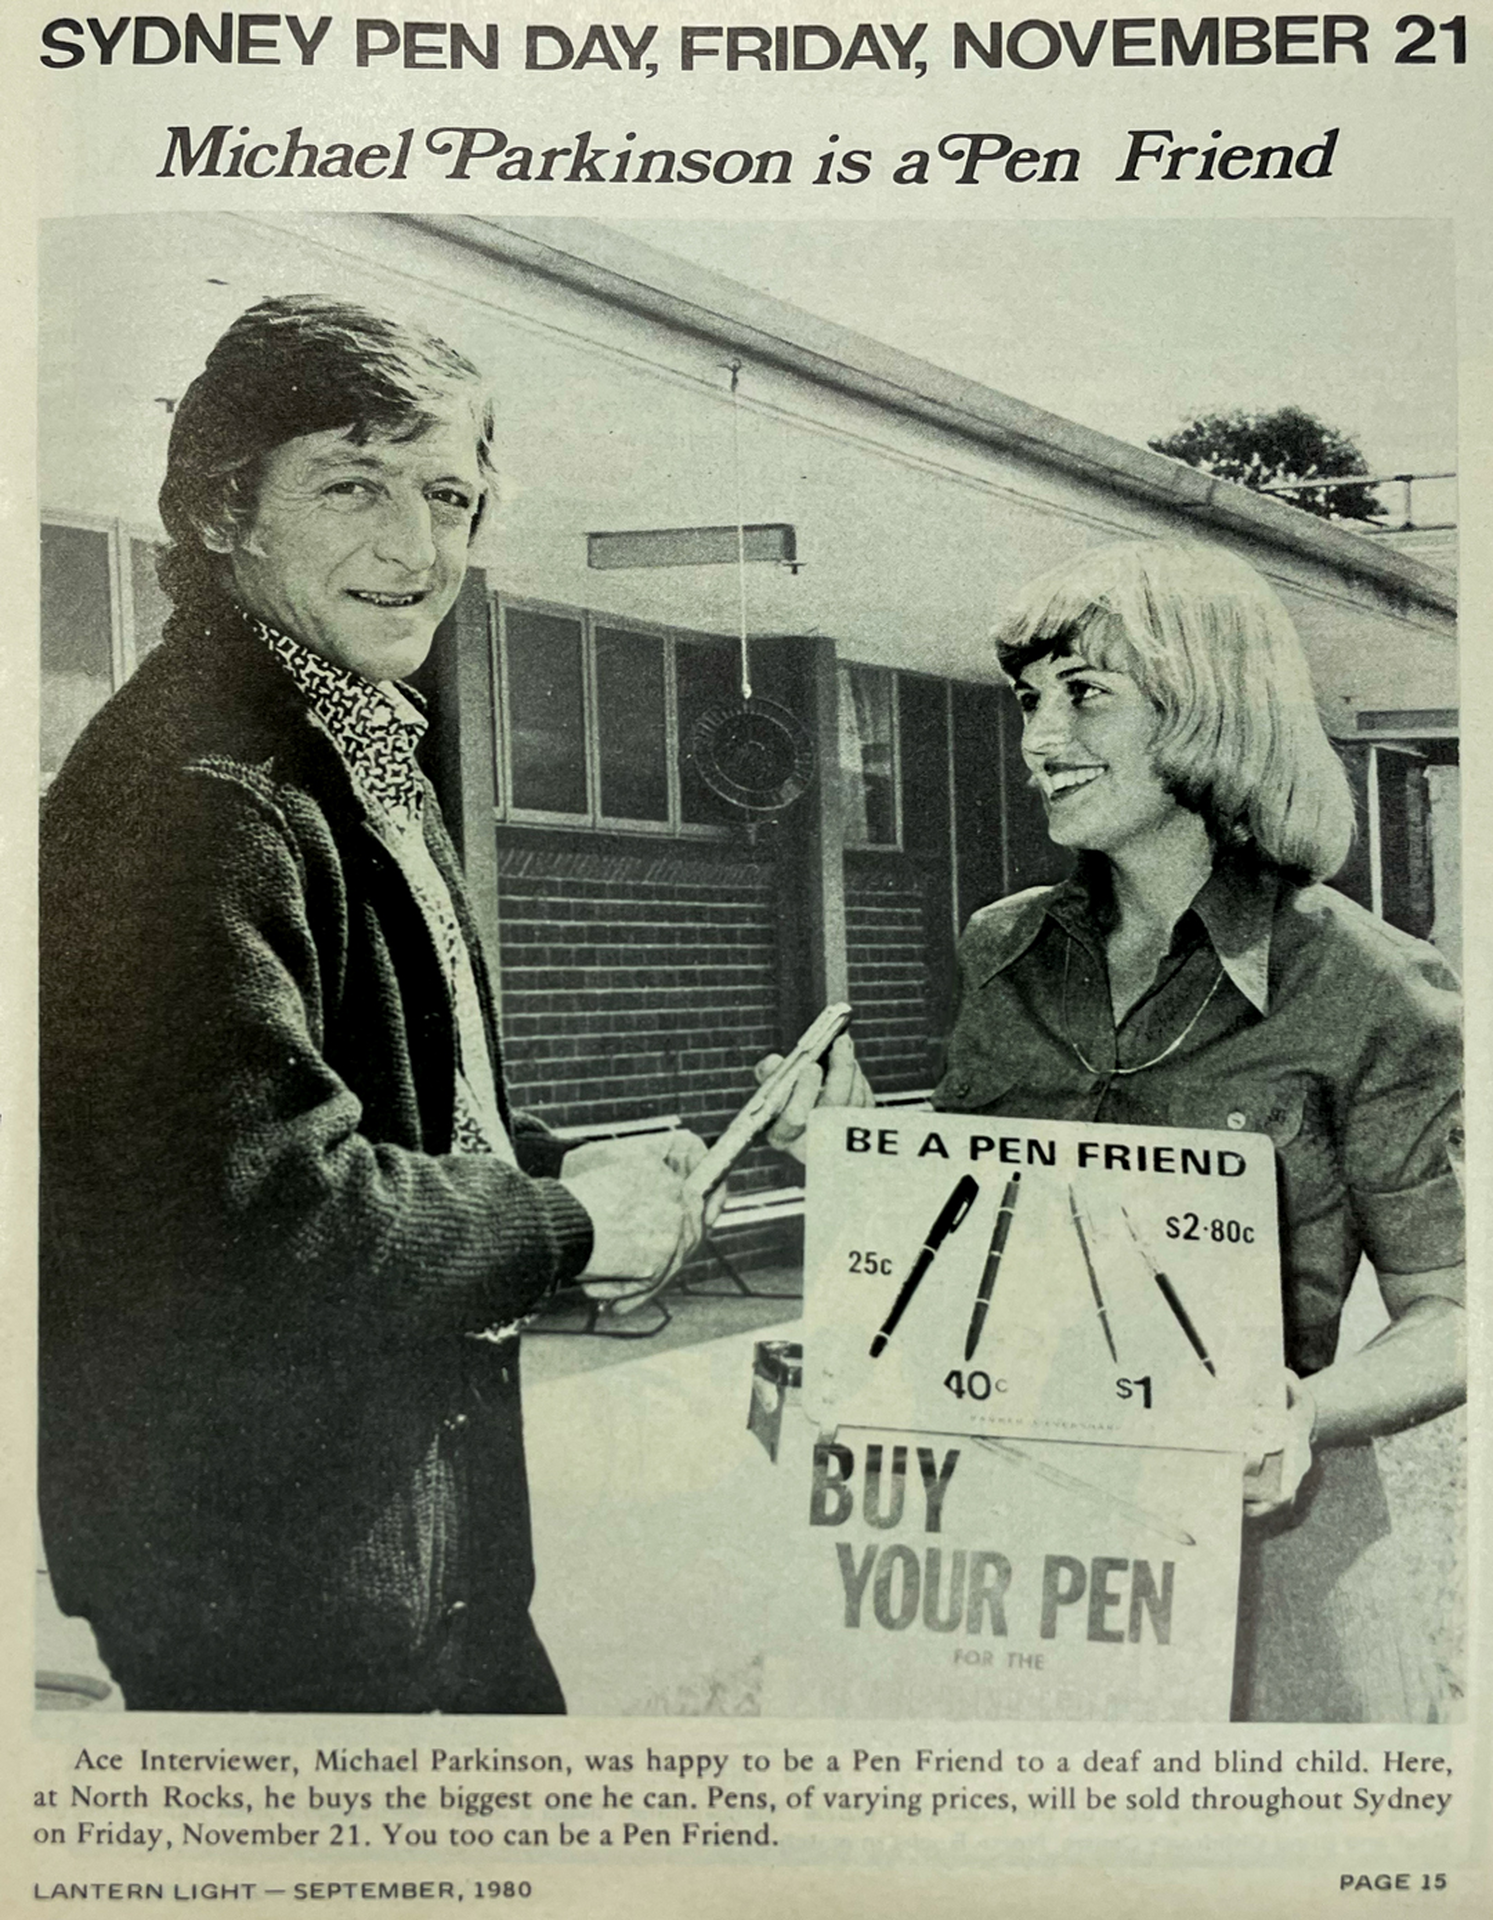 SYDNEY PEN DAY, FRIDAY, NOVEMBER 21
Michael Parkinson is a Pen Friend
BE A PEN FRIEND
$2·80c
25c
40c
$1
BUY
YOUR PEN
FOR THE
Ace Interviewer, Michael Parkinson, was happy to be a Pen Friend to a deaf and blind child. Here,
at North Rocks, he buys the biggest one he can. Pens, of varying prices, will be sold throughout Sydney
on Friday, November 21. You too can be a Pen Friend.
LANTERN LIGHT — SEPTEMBER, 1980
PAGE 15